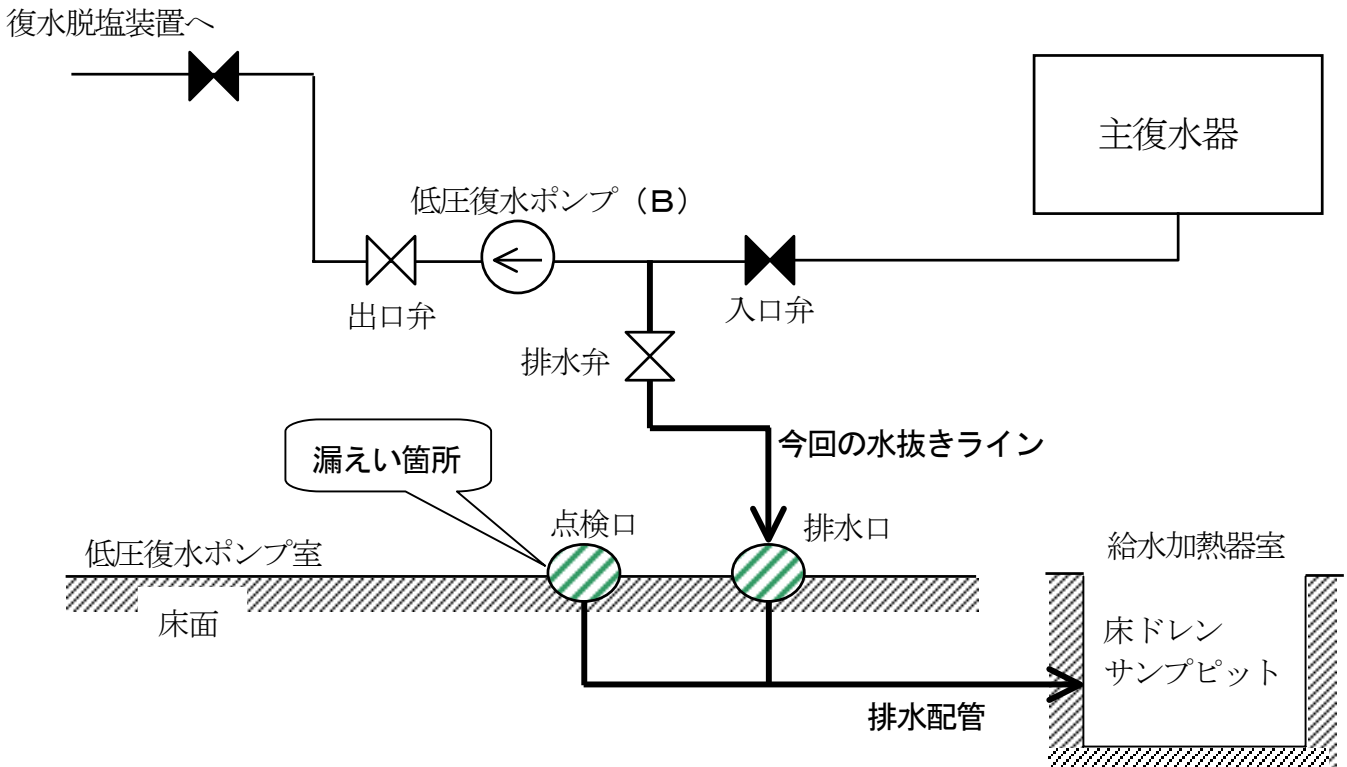 復水脱塩装置へ
主復水器
低圧復水ポンプ（B）
出口弁
入口弁
排水弁
今回の水抜きライン
漏えい箇所
点検口
排水口
低圧復水ポンプ室
給水加熱器室
床面
床ドレン
サンプピット
排水配管